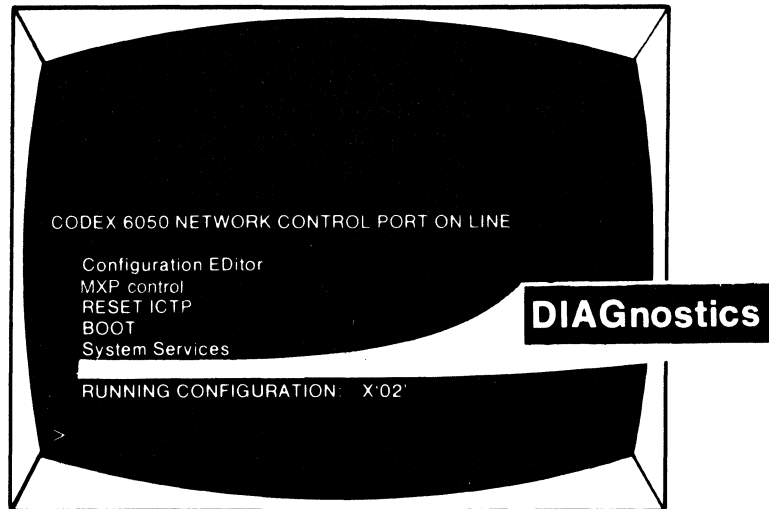 CODEX 6050 NETWORK CONTROL PORT ON LINE
Configuration EDitor
MXP control
RESET ICTP
BOOT
System Services
DIAGnostics
RUNNING CONFIGURATION: X'02'
>